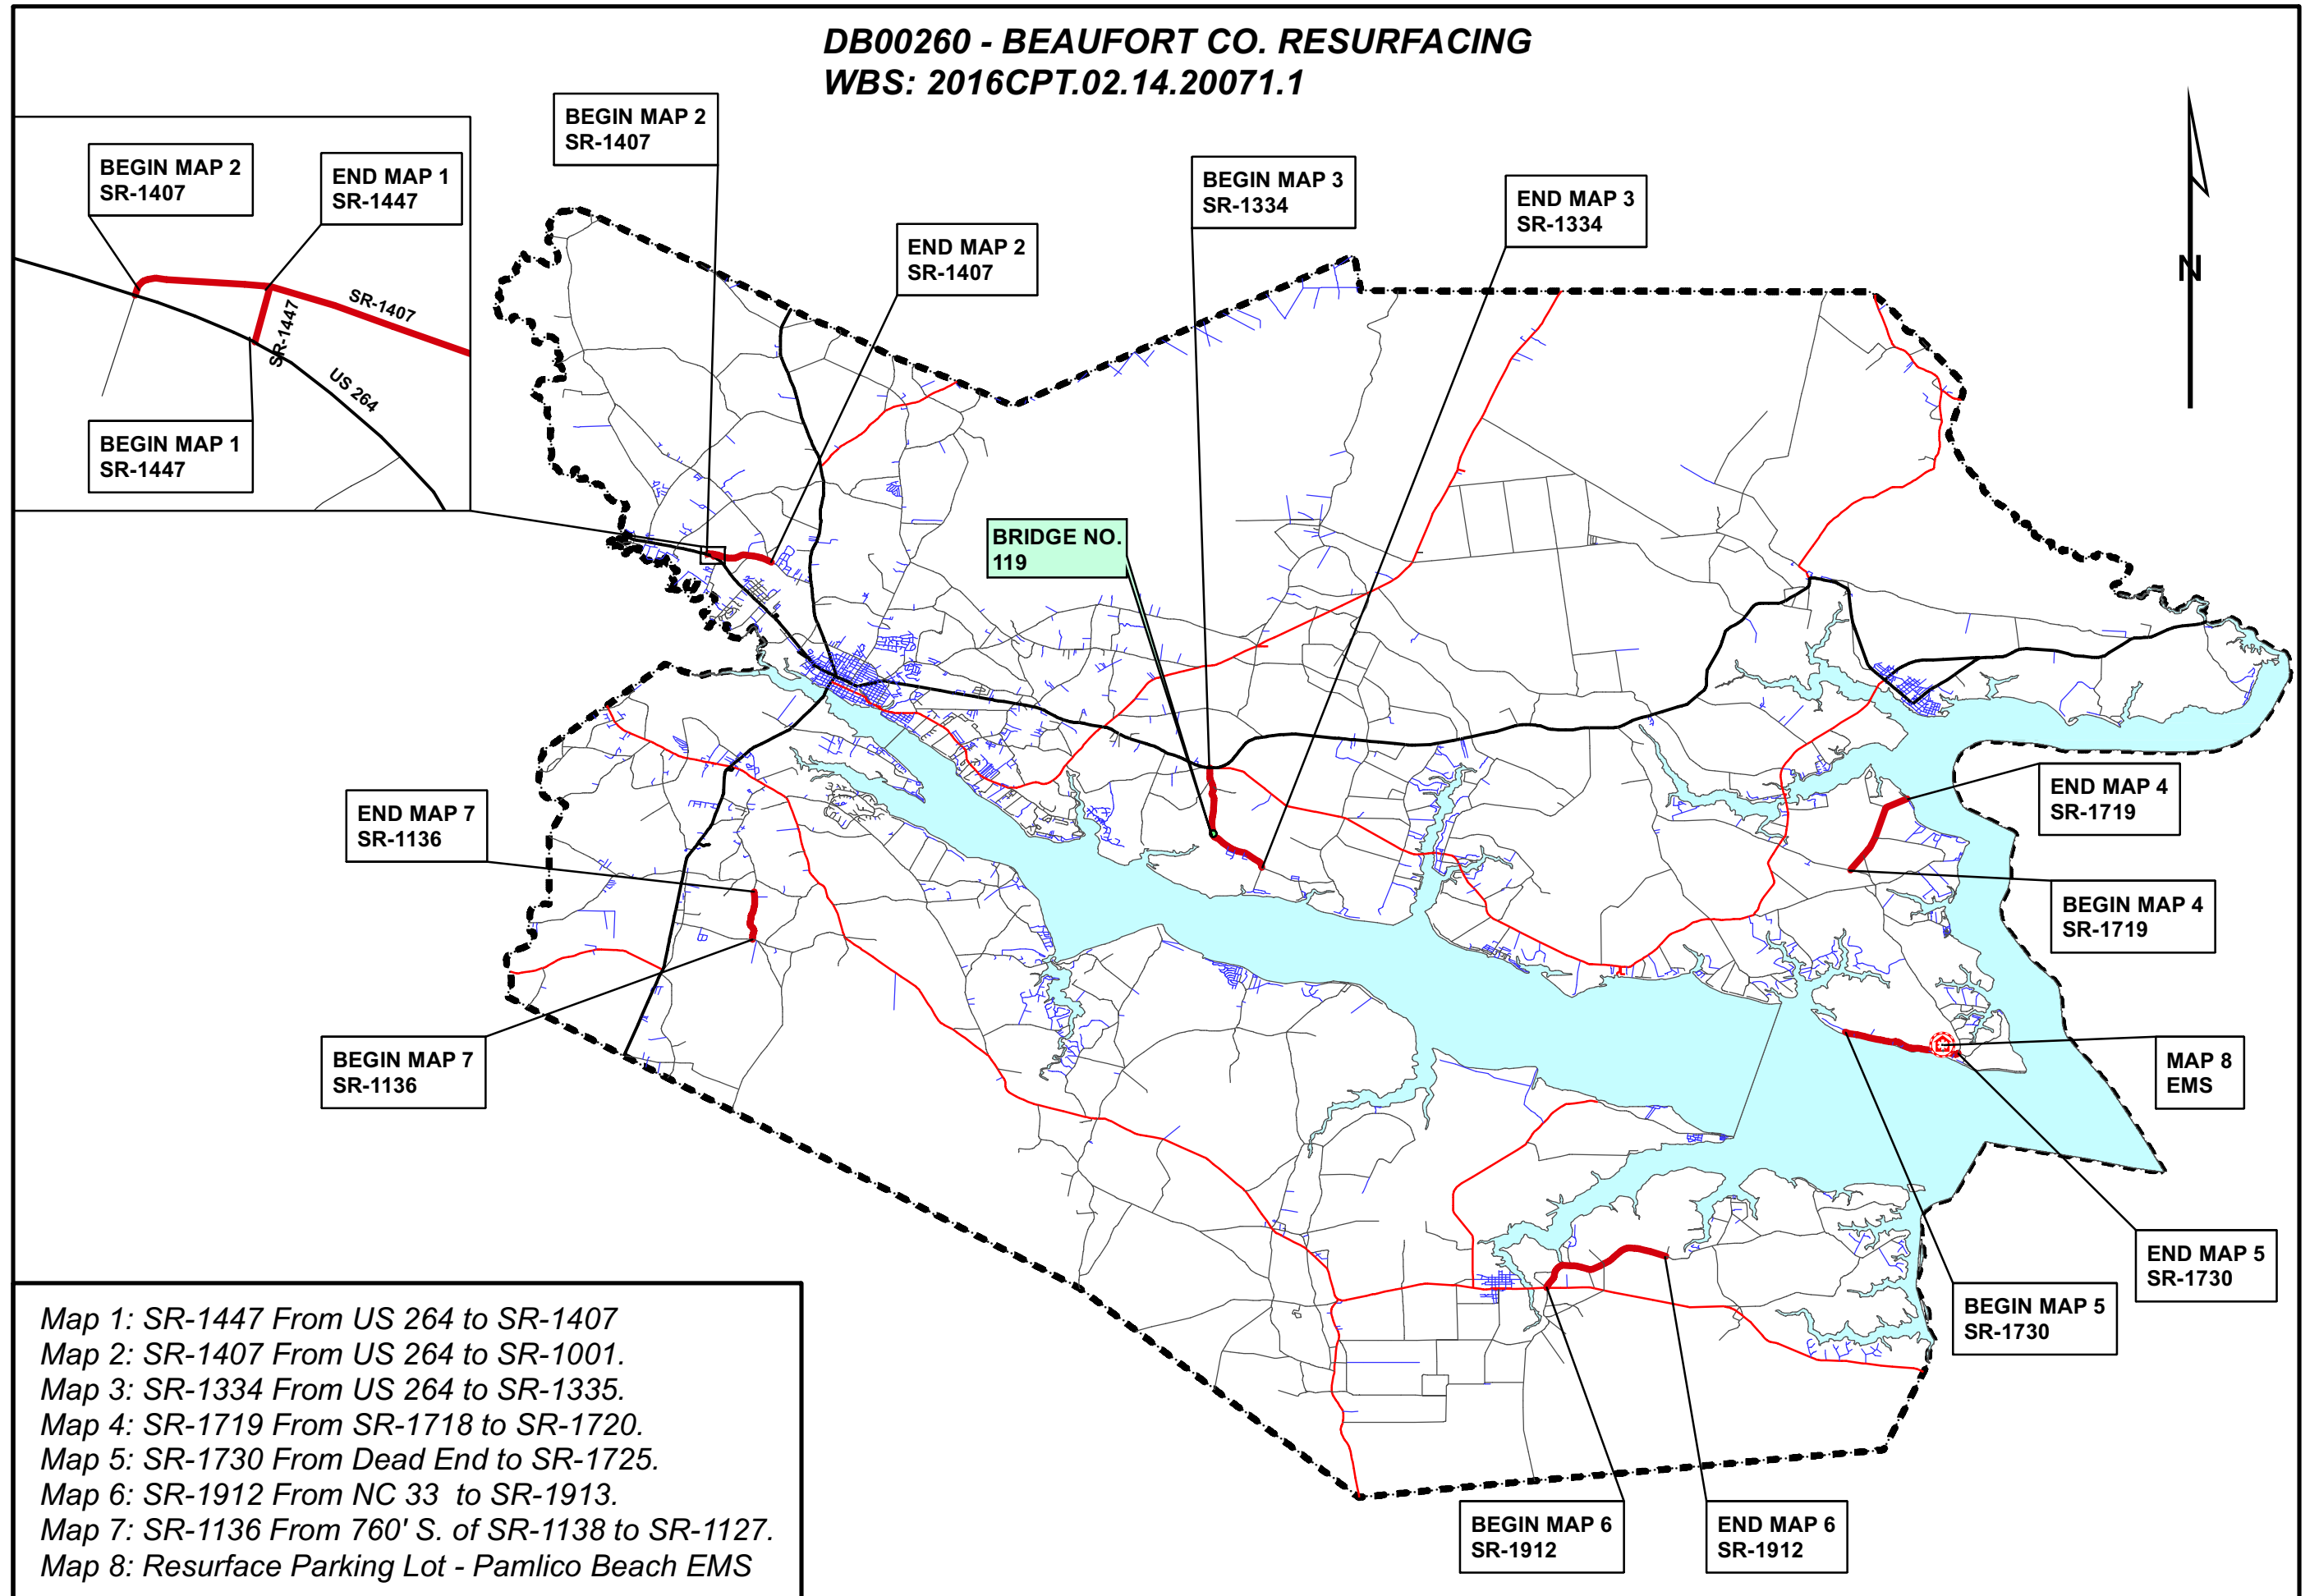 DB00260 - BEAUFORT CO. RESURFACING
WBS: 2016CPT.02.14.20071.1
BEGIN MAP 2
SR-1407
END MAP 1
SR-1447
SR-1407
SR-1447
US 264
BEGIN MAP 1
SR-1447
BEGIN MAP 2
SR-1407
END MAP 2
SR-1407
BEGIN MAP 3
SR-1334
END MAP 3
SR-1334
N
BRIDGE NO.
119
END MAP 7
SR-1136
BEGIN MAP 7
SR-1136
END MAP 4
SR-1719
BEGIN MAP 4
SR-1719
MAP 8
EMS
END MAP 5
SR-1730
BEGIN MAP 5
SR-1730
BEGIN MAP 6
SR-1912
END MAP 6
SR-1912
Map 1: SR-1447 From US 264 to SR-1407
Map 2: SR-1407 From US 264 to SR-1001.
Map 3: SR-1334 From US 264 to SR-1335.
Map 4: SR-1719 From SR-1718 to SR-1720.
Map 5: SR-1730 From Dead End to SR-1725.
Map 6: SR-1912 From NC 33  to SR-1913.
Map 7: SR-1136 From 760' S. of SR-1138 to SR-1127.
Map 8: Resurface Parking Lot - Pamlico Beach EMS